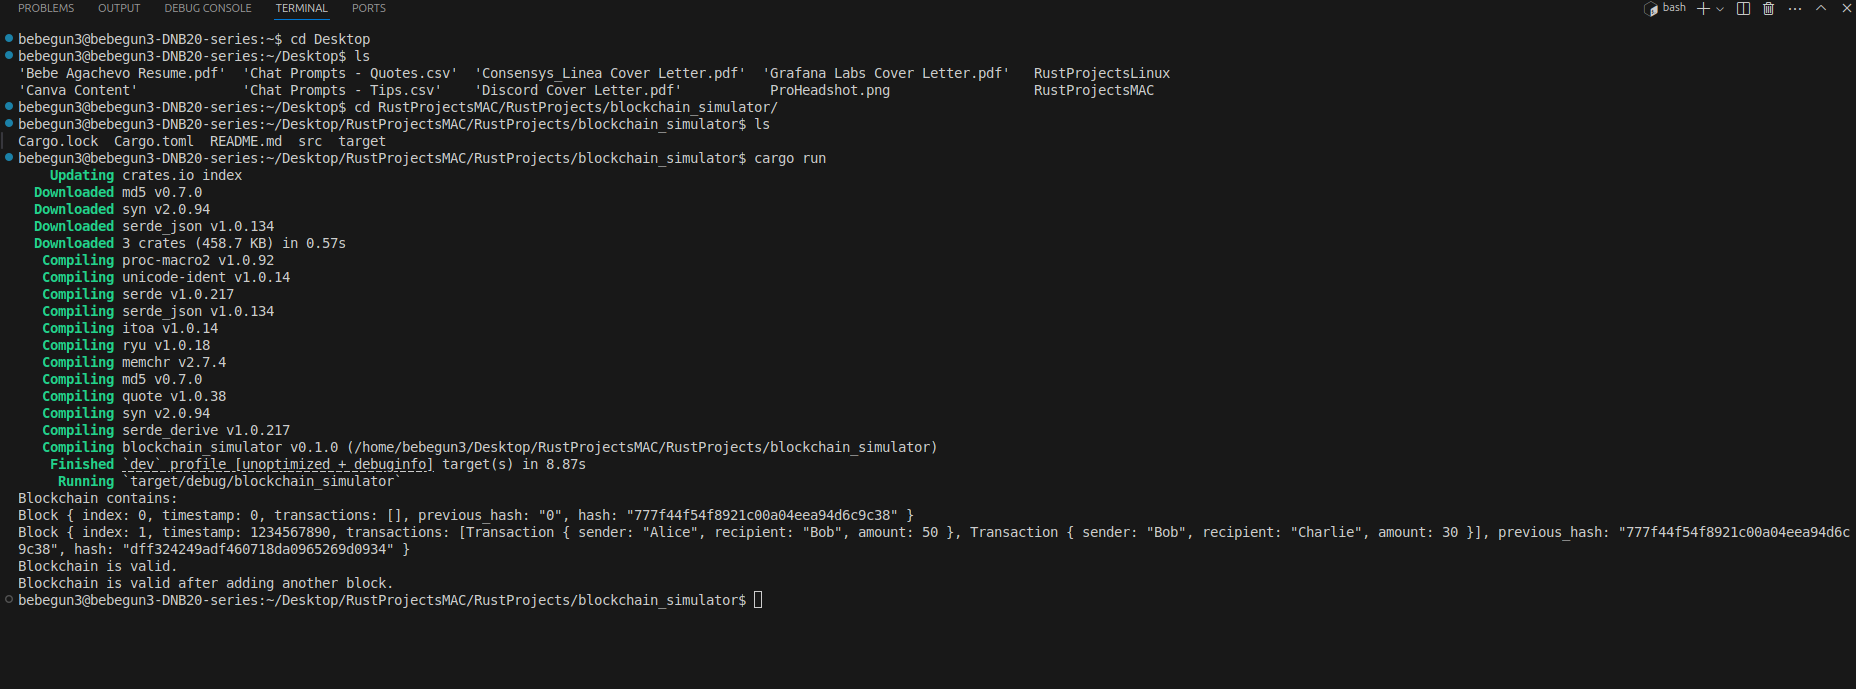 PROBLEMS OUTPUT DEBUG CONSOLE TERMINAL PORTS bash
bebegun3@bebegun3-DNB20-series:~$ cd Desktop
bebegun3@bebegun3-DNB20-series:~/Desktop$ ls
'Bebe Agachevo Resume.pdf' 'Chat Prompts - Quotes.csv' 'Consensys_Linea Cover Letter.pdf' 'Grafana Labs Cover Letter.pdf' RustProjectsLinux
'Canva Content' 'Chat Prompts - Tips.csv' 'Discord Cover Letter.pdf' ProHeadshot.png RustProjectsMAC
bebegun3@bebegun3-DNB20-series:~/Desktop$ cd RustProjectsMAC/RustProjects/blockchain_simulator/
bebegun3@bebegun3-DNB20-series:~/Desktop/RustProjectsMAC/RustProjects/blockchain_simulator$ ls
Cargo.lock Cargo.toml README.md src target
bebegun3@bebegun3-DNB20-series:~/Desktop/RustProjectsMAC/RustProjects/blockchain_simulator$ cargo run
Updating crates.io index
Downloaded md5 v0.7.0
Downloaded syn v2.0.94
Downloaded serde_json v1.0.134
Downloaded 3 crates (458.7 KB) in 0.57s
Compiling proc-macro2 v1.0.92
Compiling unicode-ident v1.0.14
Compiling serde v1.0.217
Compiling serde_json v1.0.134
Compiling itoa v1.0.14
Compiling ryu v1.0.18
Compiling memchr v2.7.4
Compiling md5 v0.7.0
Compiling quote v1.0.38
Compiling syn v2.0.94
Compiling serde_derive v1.0.217
Compiling blockchain_simulator v0.1.0 (/home/bebegun3/Desktop/RustProjectsMAC/RustProjects/blockchain_simulator)
Finished `dev` profile [unoptimized + debuginfo] target(s) in 8.87s
Running `target/debug/blockchain_simulator`
Blockchain contains:
Block { index: 0, timestamp: 0, transactions: [], previous_hash: "0", hash: "777f44f54f8921c00a04eea94d6c9c38" }
Block { index: 1, timestamp: 1234567890, transactions: [Transaction { sender: "Alice", recipient: "Bob", amount: 50 }, Transaction { sender: "Bob", recipient: "Charlie", amount: 30 }], previous_hash: "777f44f54f8921c00a04eea94d6c
9c38", hash: "dff324249adf460718da0965269d0934" }
Blockchain is valid.
Blockchain is valid after adding another block.
bebegun3@bebegun3-DNB20-series:~/Desktop/RustProjectsMAC/RustProjects/blockchain_simulator$